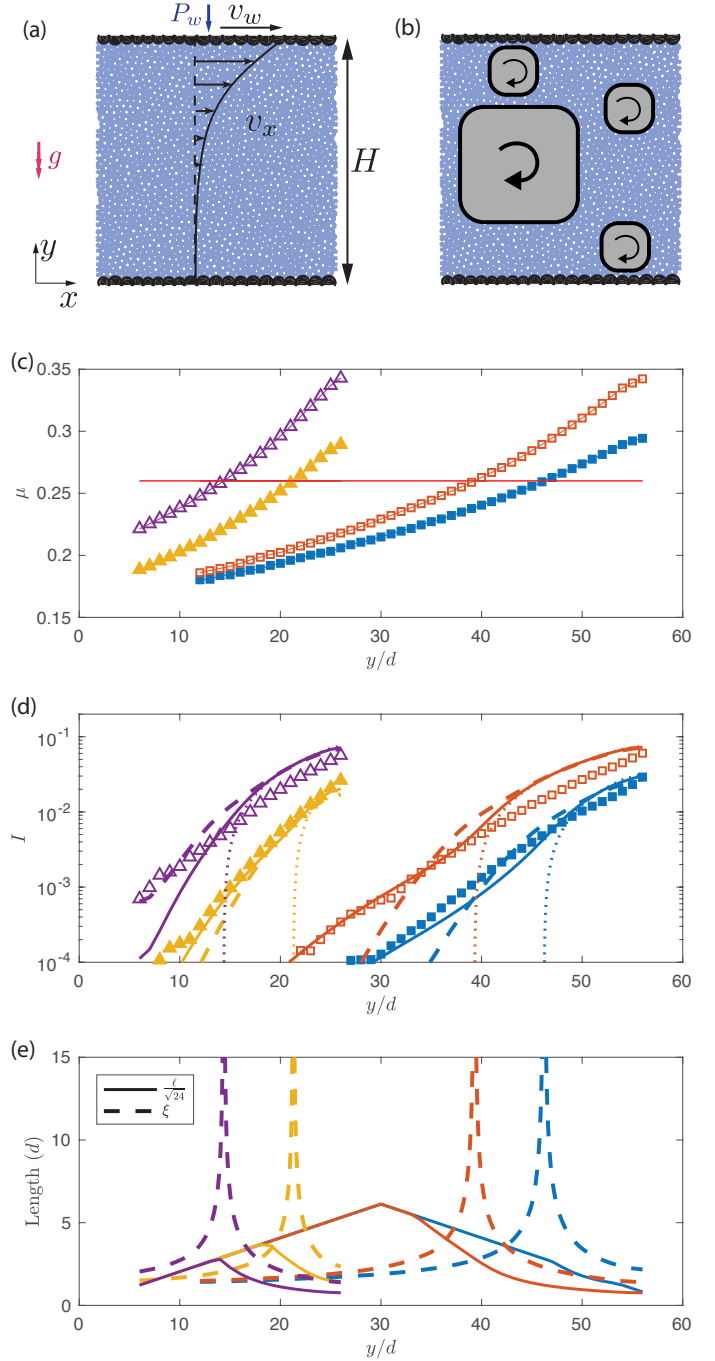 (a)
P_w
v_w
(b)
v_x
H
g
y
x
(c)
0.35
0.3
0.25
0.2
0.15
μ
0 10 20 30 40 50 60
y/d
(d)
10^-1
10^-2
10^-3
10^-4
I
0 10 20 30 40 50 60
y/d
(e)
15
10
5
0
Length (d)
ℓ/√24
ξ
0 10 20 30 40 50 60
y/d